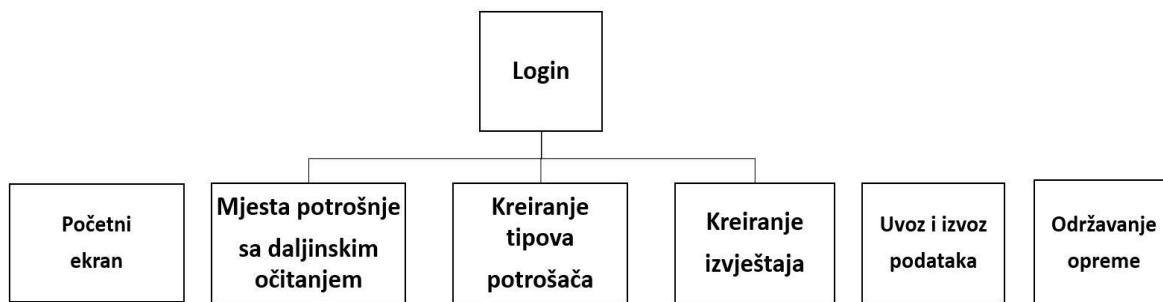 Login
Početni
ekran
Mjesta potrošnje
sa daljinskim
očitanjem
Kreiranje
tipova
potrošača
Kreiranje
izvještaja
Uvoz i izvoz
podataka
Održavanje
opreme